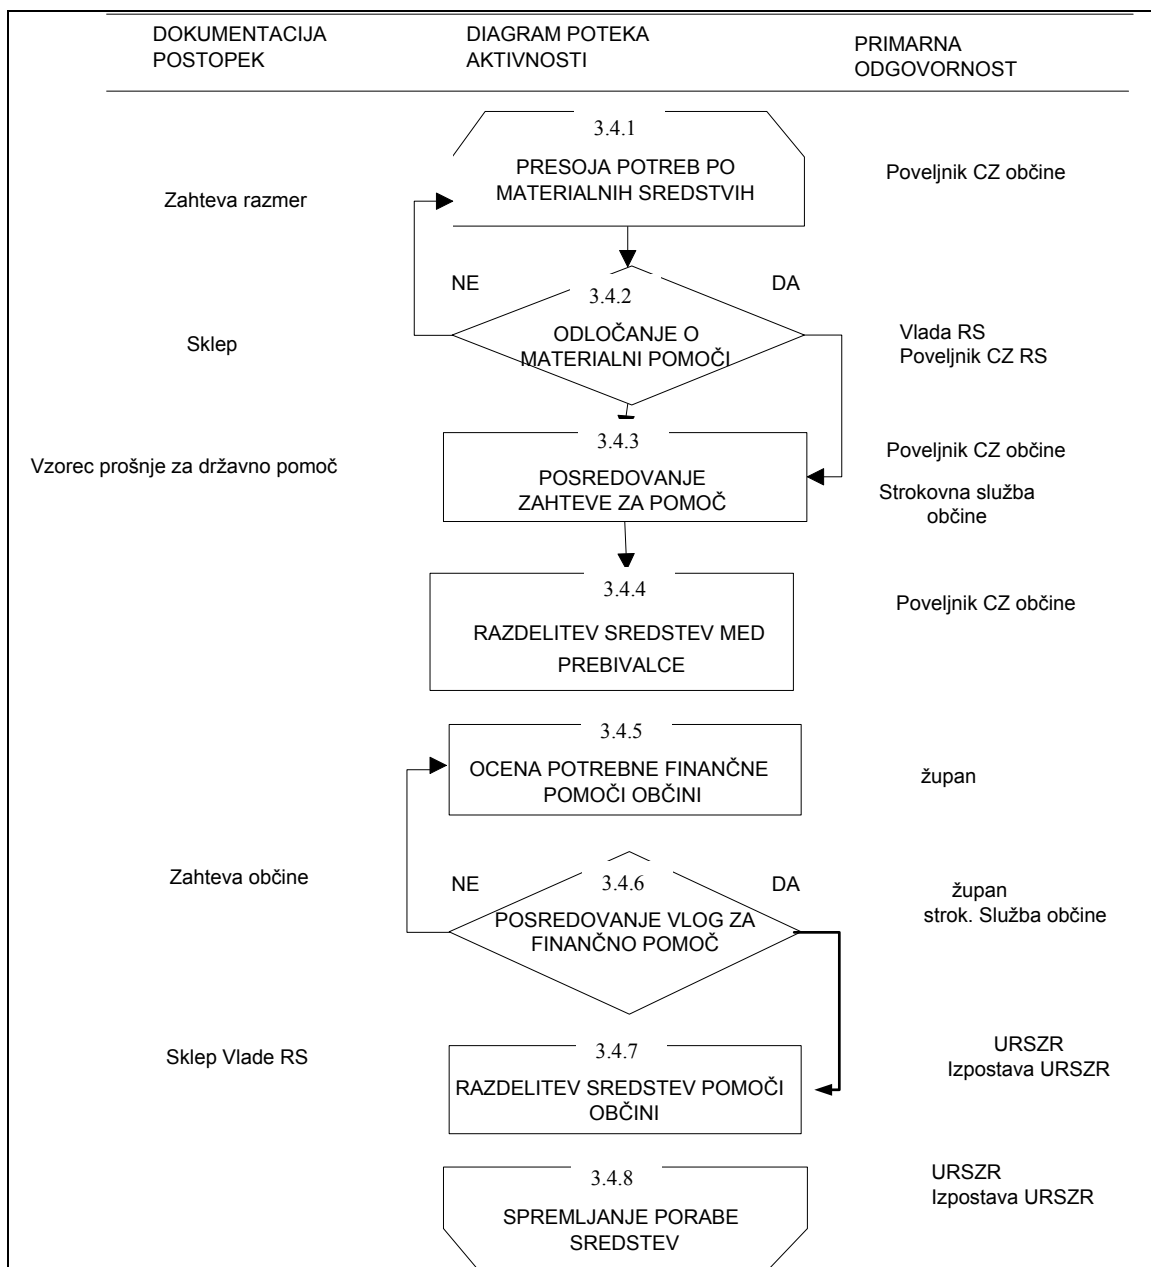 DOKUMENTACIJA
POSTOPEK
DIAGRAM POTEKA
AKTIVNOSTI
PRIMARNA
ODGOVORNOST
3.4.1
PRESOJA POTREB PO
MATERIALNIH SREDSTVIH
Poveljnik CZ občine
Zahteva razmer
NE
DA
3.4.2
ODLOČANJE O
MATERIALNI POMOČI
Sklep
Vlada RS
Poveljnik CZ RS
3.4.3
POSREDOVANJE
ZAHTEVE ZA POMOČ
Vzorec prošnje za državno pomoč
Poveljnik CZ občine
Strokovna služba
občine
3.4.4
RAZDELITEV SREDSTEV MED
PREBIVALCE
Poveljnik CZ občine
3.4.5
OCENA POTREBNE FINANČNE
POMOČI OBČINI
župan
Zahteva občine
NE
DA
3.4.6
POSREDOVANJE VLOG ZA
FINANČNO POMOČ
župan
strok. Služba občine
Sklep Vlade RS
3.4.7
RAZDELITEV SREDSTEV POMOČI
OBČINI
URSZR
Izpostava URSZR
3.4.8
SPREMLJANJE PORABE
SREDSTEV
URSZR
Izpostava URSZR